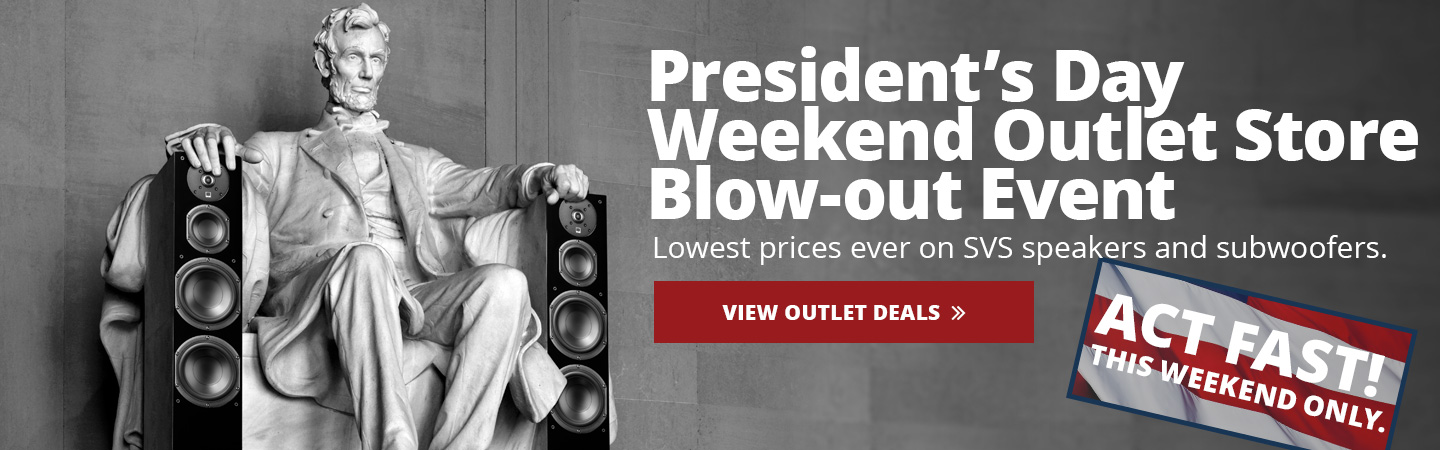 President’s Day
Weekend Outlet Store
Blow-out Event
Lowest prices ever on SVS speakers and subwoofers.
VIEW OUTLET DEALS »
ACT FAST!
THIS WEEKEND ONLY.